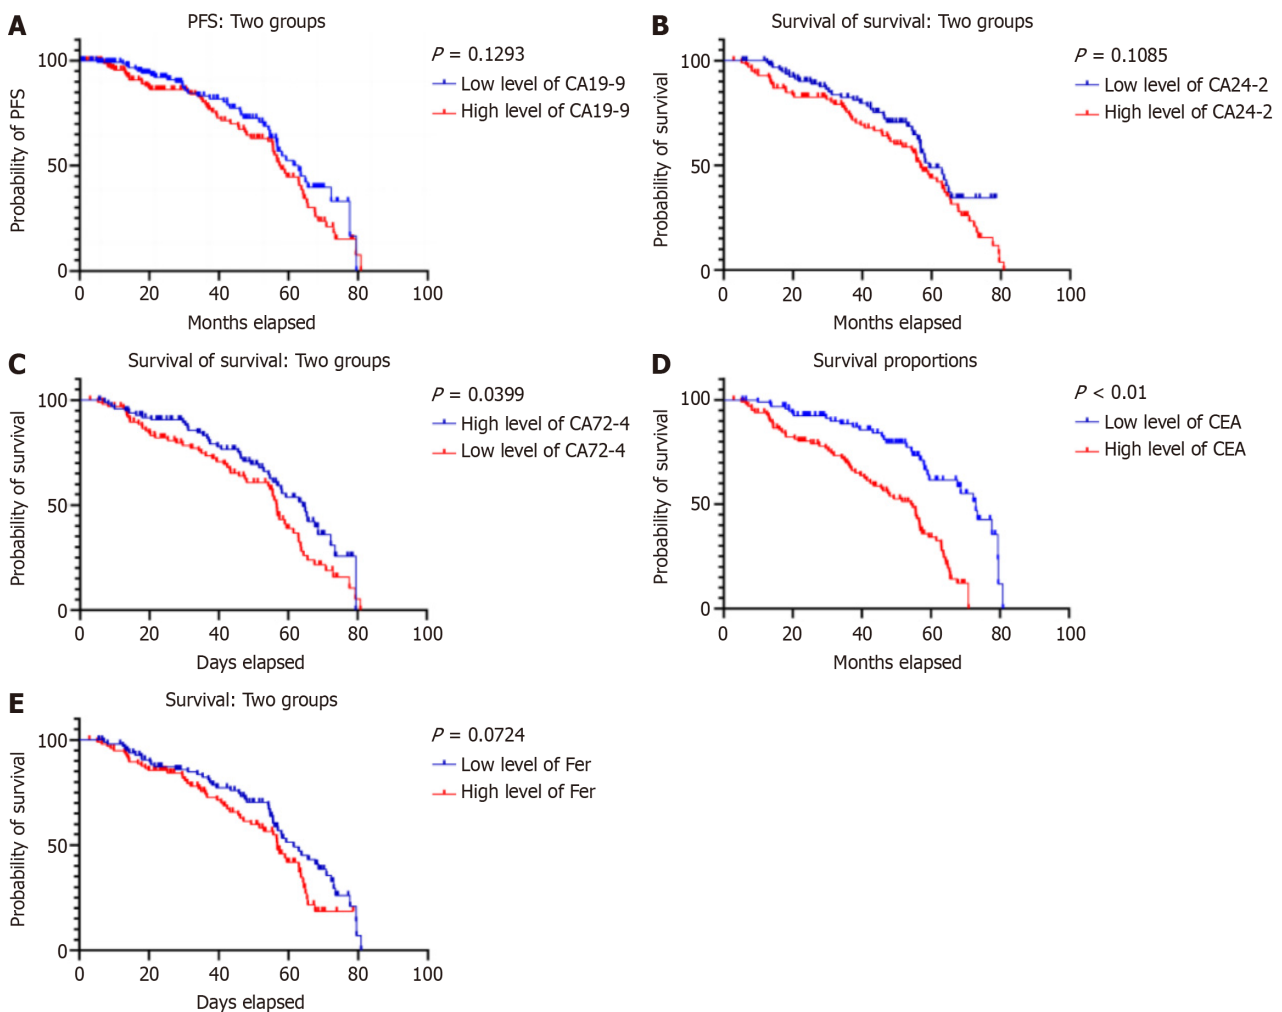 A
PFS: Two groups
Probability of PFS
100
50
0
0 20 40 60 80 100
Months elapsed
P = 0.1293
Low level of CA19-9
High level of CA19-9
B
Survival of survival: Two groups
Probability of survival
100
50
0
0 20 40 60 80 100
Months elapsed
P = 0.1085
Low level of CA24-2
High level of CA24-2
C
Survival of survival: Two groups
Probability of survival
100
50
0
0 20 40 60 80 100
Days elapsed
P = 0.0399
High level of CA72-4
Low level of CA72-4
D
Survival proportions
Probability of survival
100
50
0
0 20 40 60 80 100
Months elapsed
P < 0.01
Low level of CEA
High level of CEA
E
Survival: Two groups
Probability of survival
100
50
0
0 20 40 60 80 100
Days elapsed
P = 0.0724
Low level of Fer
High level of Fer